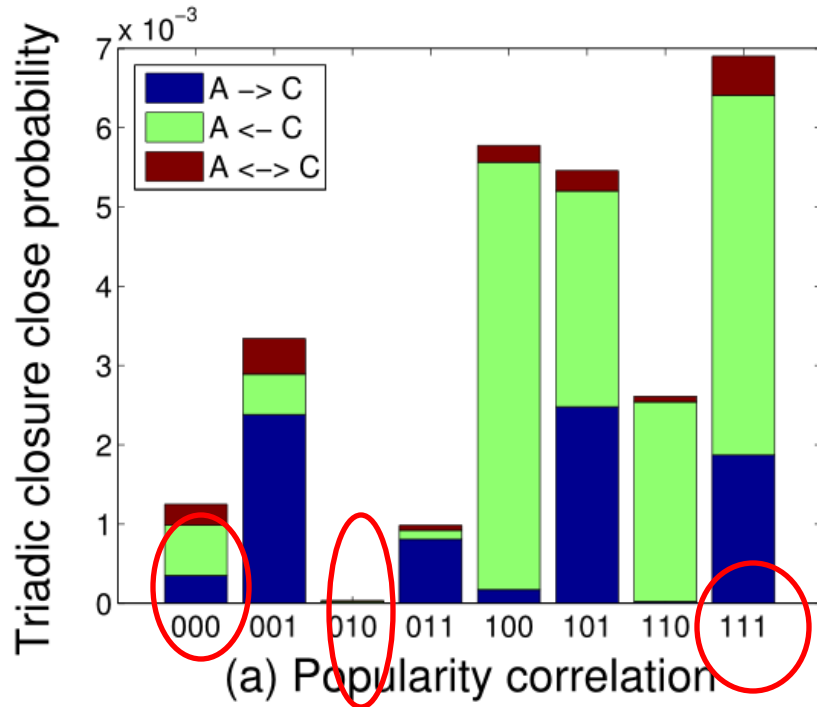 x 10⁻³
Triadic closure close probability
7
6
5
4
3
2
1
0
A -> C
A <- C
A <-> C
000 001 010 011 100 101 110 111
(a) Popularity correlation